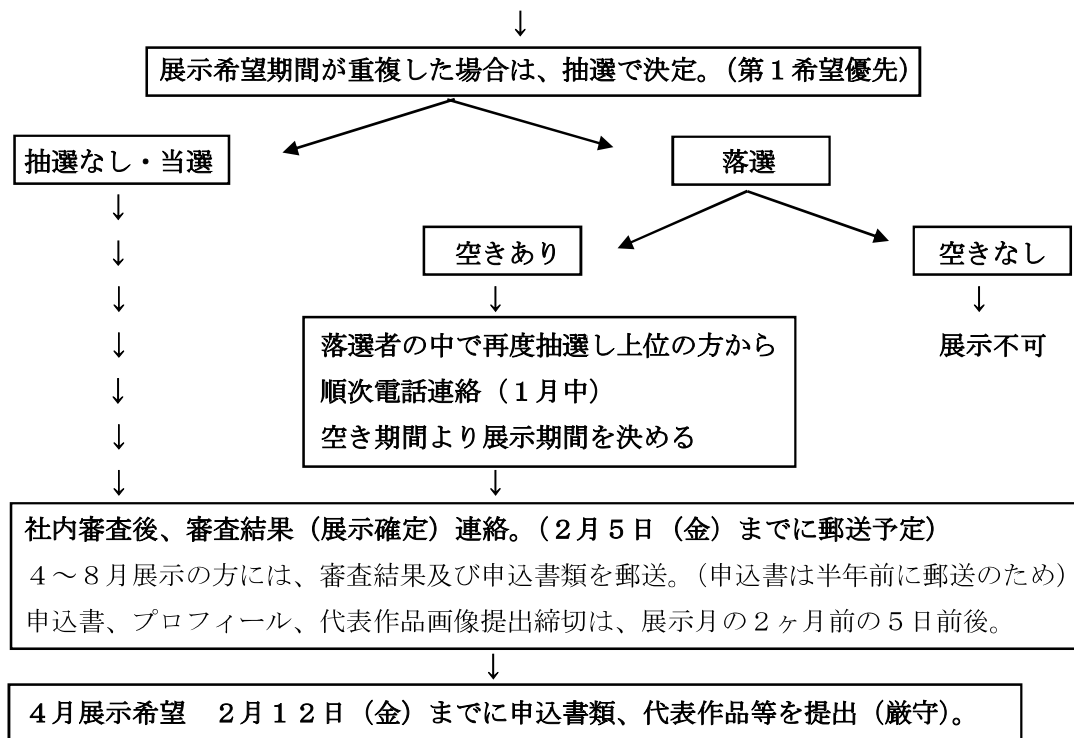 ↓
展示希望期間が重複した場合は、抽選で決定。（第１希望優先）
抽選なし・当選
落選
↓
↓
空きあり
空きなし
↓
↓
↓
↓
落選者の中で再度抽選し上位の方から
展示不可
↓
順次電話連絡（１月中）
↓
空き期間より展示期間を決める
↓
↓
社内審査後、審査結果（展示確定）連絡。（２月５日（金）までに郵送予定）
４～８月展示の方には、審査結果及び申込書類を郵送。（申込書は半年前に郵送のため）
申込書、プロフィール、代表作品画像提出締切は、展示月の２ヶ月前の５日前後。
↓
４月展示希望　２月１２日（金）までに申込書類、代表作品等を提出（厳守）。